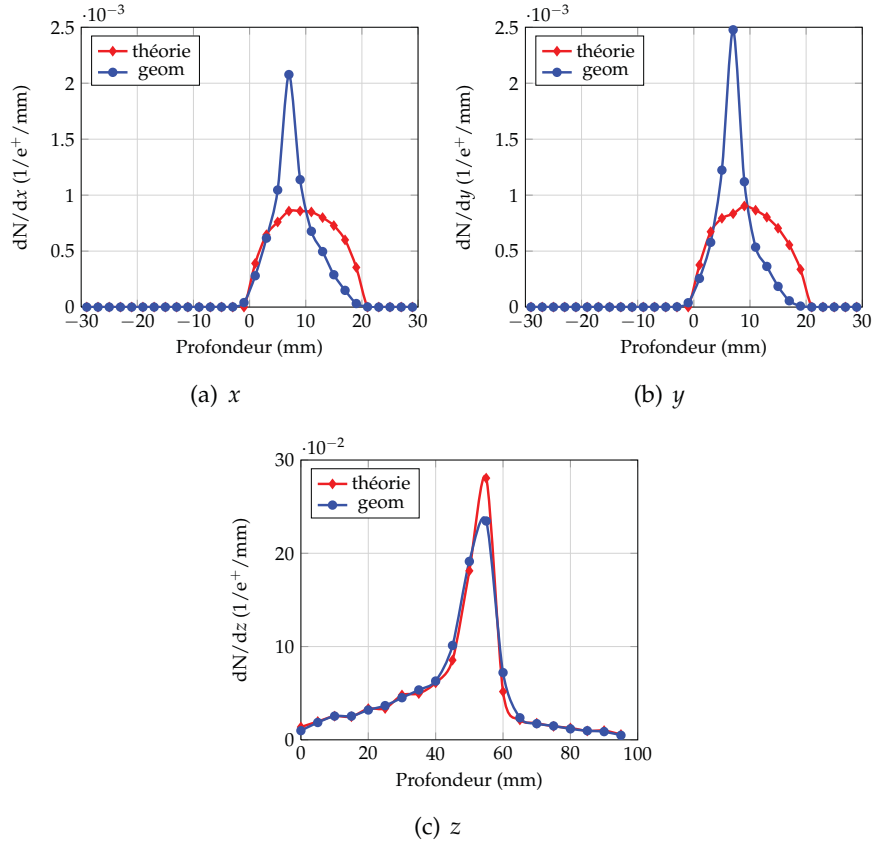 ·10⁻³
2.5
2
1.5
1
0.5
0
−30 −20 −10 0 10 20 30
dN/dx (1/e⁺/mm)
Profondeur (mm)
théorie
geom
(a) x
·10⁻³
2.5
2
1.5
1
0.5
0
−30 −20 −10 0 10 20 30
dN/dy (1/e⁺/mm)
Profondeur (mm)
théorie
geom
(b) y
·10⁻²
30
20
10
0
0 20 40 60 80 100
dN/dz (1/e⁺/mm)
Profondeur (mm)
théorie
geom
(c) z